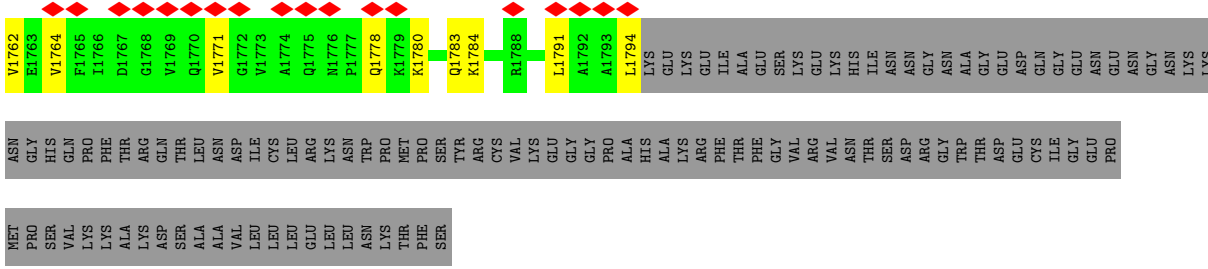 V1762 E1763 V1764 F1765 I1766 D1767 G1768 V1769 Q1770 V1771 G1772 V1773 A1774 Q1775 N1776 P1777 Q1778 K1779 K1780 Q1783 K1784 R1788 L1791 A1792 A1793 L1794 LYS GLU LYS GLU ILE ALA GLU SER LYS GLU LYS HIS ILE ASN ASN GLY ASN ALA GLY GLU ASP GLN GLY GLU ASN GLU ASN GLY ASN LYS LYS
ASN GLY HIS GLN PRO PHE THR ARG GLN THR LEU ASN ASP ILE CYS LEU ARG LYS ASN TRP PRO MET PRO SER TYR ARG CYS VAL LYS GLU GLY GLY PRO ALA HIS ALA LYS ARG PHE THR PHE GLY VAL ARG VAL ASN THR SER ASP ARG GLY TRP THR ASP GLU CYS ILE GLY GLU PRO
MET PRO SER VAL LYS LYS ALA LYS ASP SER ALA ALA VAL LEU LEU LEU GLU LEU LEU ASN LYS THR PHE SER